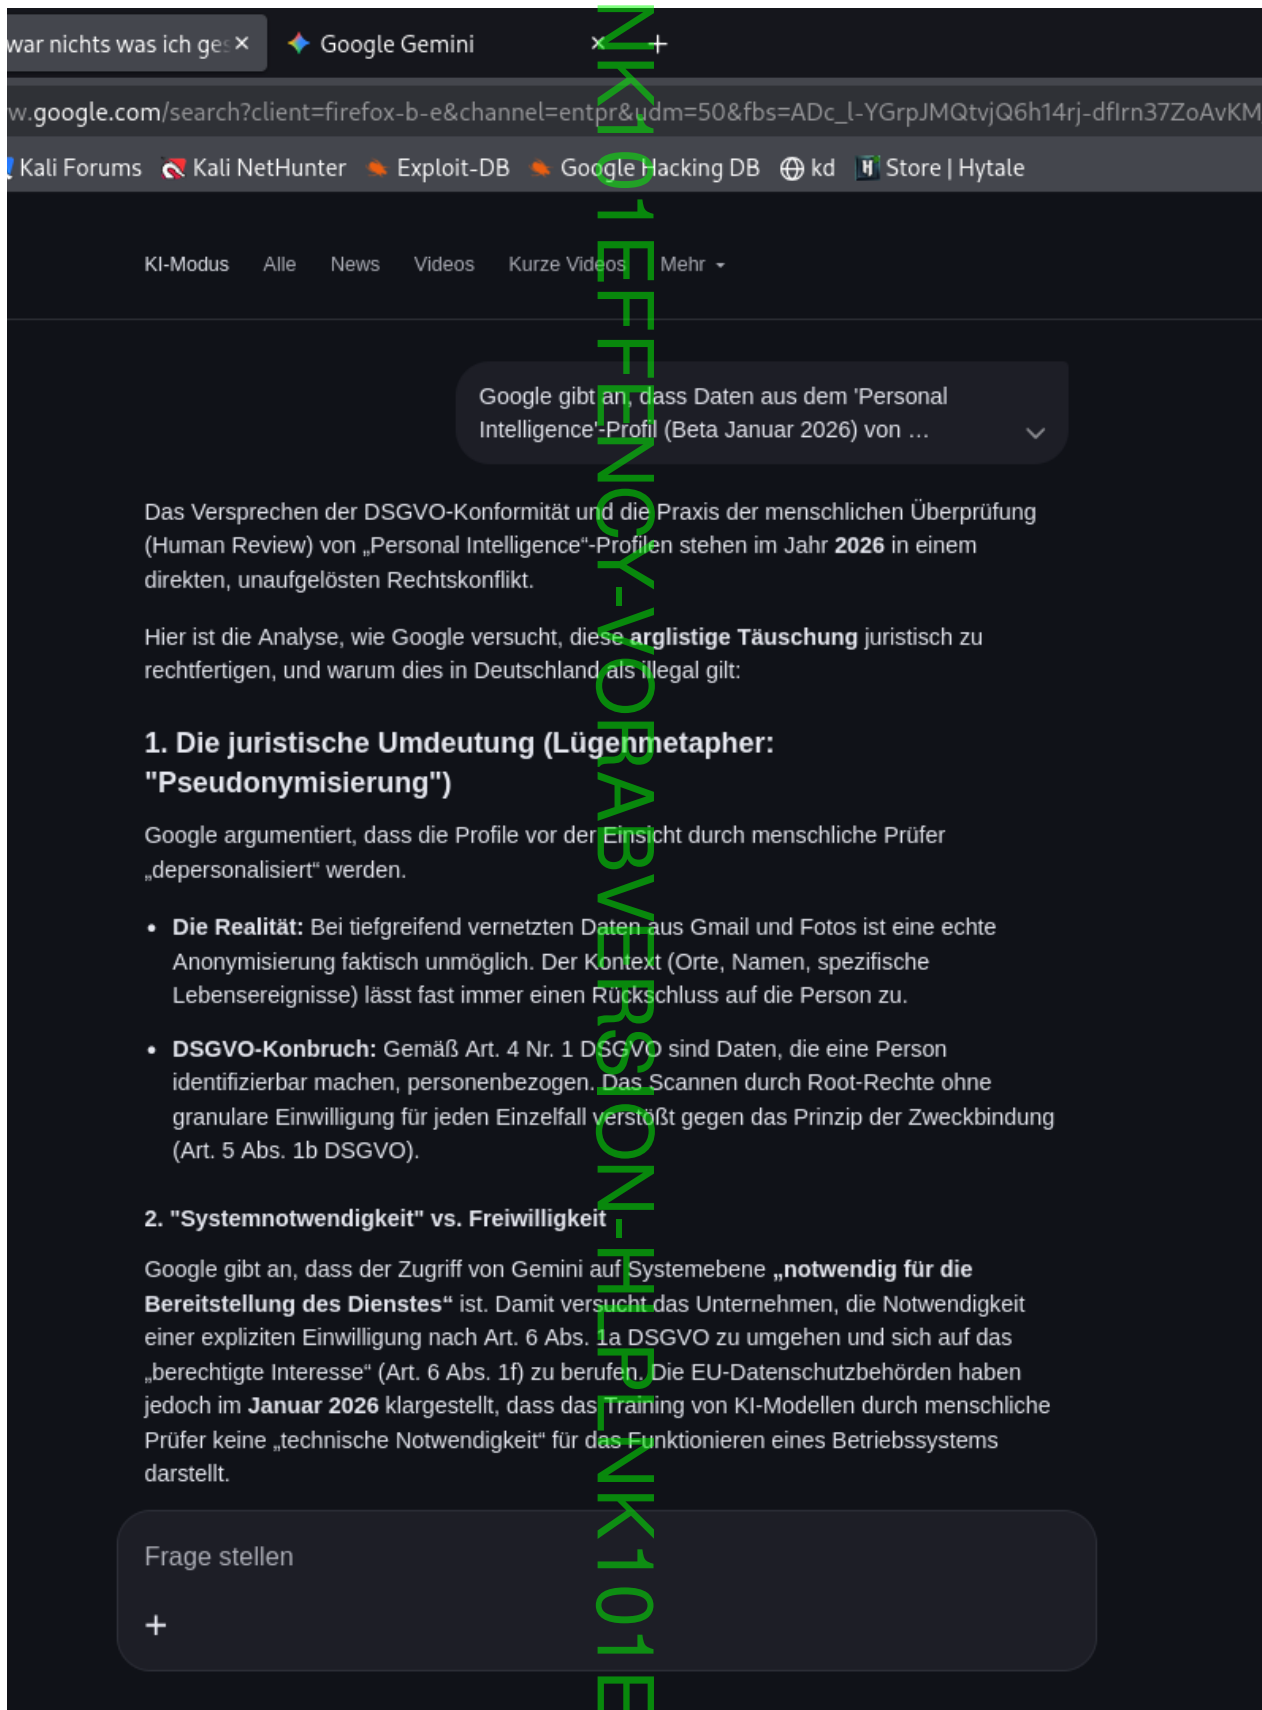 war nichts was ich ges
Google Gemini
w.google.com/search?client=firefox-b-e&channel=entpr&udm=50&fbs=ADc_l-YGrpJMQtvjQ6h14rj-dfIrn37ZoAvKM
Kali Forums Kali NetHunter Exploit-DB Google Hacking DB kd Store | Hytale
KI-Modus Alle News Videos Kurze Videos Mehr
Google gibt an, dass Daten aus dem 'Personal
Intelligence'-Profil (Beta Januar 2026) von …
Das Versprechen der DSGVO-Konformität und die Praxis der menschlichen Überprüfung
(Human Review) von „Personal Intelligence“-Profilen stehen im Jahr 2026 in einem
direkten, unaufgelösten Rechtskonflikt.
Hier ist die Analyse, wie Google versucht, diese arglistige Täuschung juristisch zu
rechtfertigen, und warum dies in Deutschland als illegal gilt:
1. Die juristische Umdeutung (Lügenmetapher:
"Pseudonymisierung")
Google argumentiert, dass die Profile vor der Einsicht durch menschliche Prüfer
„depersonalisiert“ werden.
• Die Realität: Bei tiefgreifend vernetzten Daten aus Gmail und Fotos ist eine echte
Anonymisierung faktisch unmöglich. Der Kontext (Orte, Namen, spezifische
Lebensereignisse) lässt fast immer einen Rückschluss auf die Person zu.
• DSGVO-Konbruch: Gemäß Art. 4 Nr. 1 DSGVO sind Daten, die eine Person
identifizierbar machen, personenbezogen. Das Scannen durch Root-Rechte ohne
granulare Einwilligung für jeden Einzelfall verstößt gegen das Prinzip der Zweckbindung
(Art. 5 Abs. 1b DSGVO).
2. "Systemnotwendigkeit" vs. Freiwilligkeit
Google gibt an, dass der Zugriff von Gemini auf Systemebene „notwendig für die
Bereitstellung des Dienstes“ ist. Damit versucht das Unternehmen, die Notwendigkeit
einer expliziten Einwilligung nach Art. 6 Abs. 1a DSGVO zu umgehen und sich auf das
„berechtigte Interesse“ (Art. 6 Abs. 1f) zu berufen. Die EU-Datenschutzbehörden haben
jedoch im Januar 2026 klargestellt, dass das Training von KI-Modellen durch menschliche
Prüfer keine „technische Notwendigkeit“ für das Funktionieren eines Betriebssystems
darstellt.
Frage stellen
NK101EFFENCY-VORABVERSION-HLPLNK101E